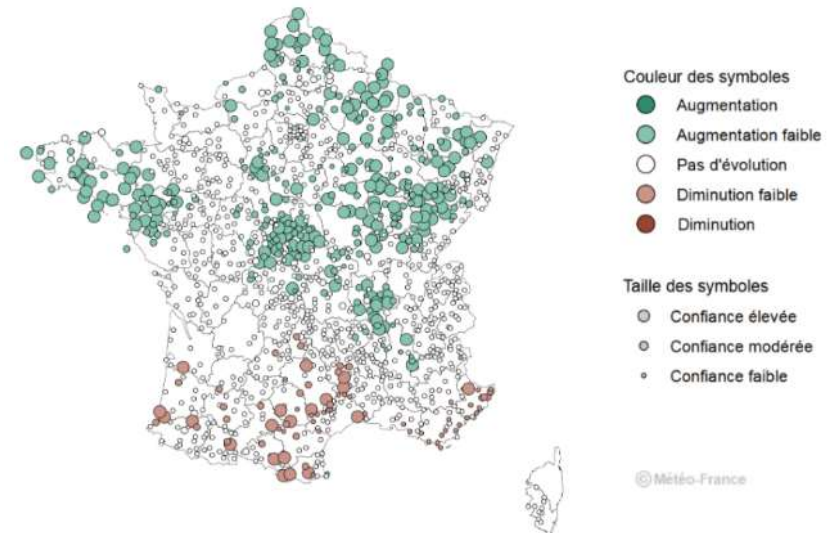 Couleur des symboles
Augmentation
Augmentation faible
Pas d'évolution
Diminution faible
Diminution
Taille des symboles
Confiance élevée
Confiance modérée
Confiance faible
© Météo-France